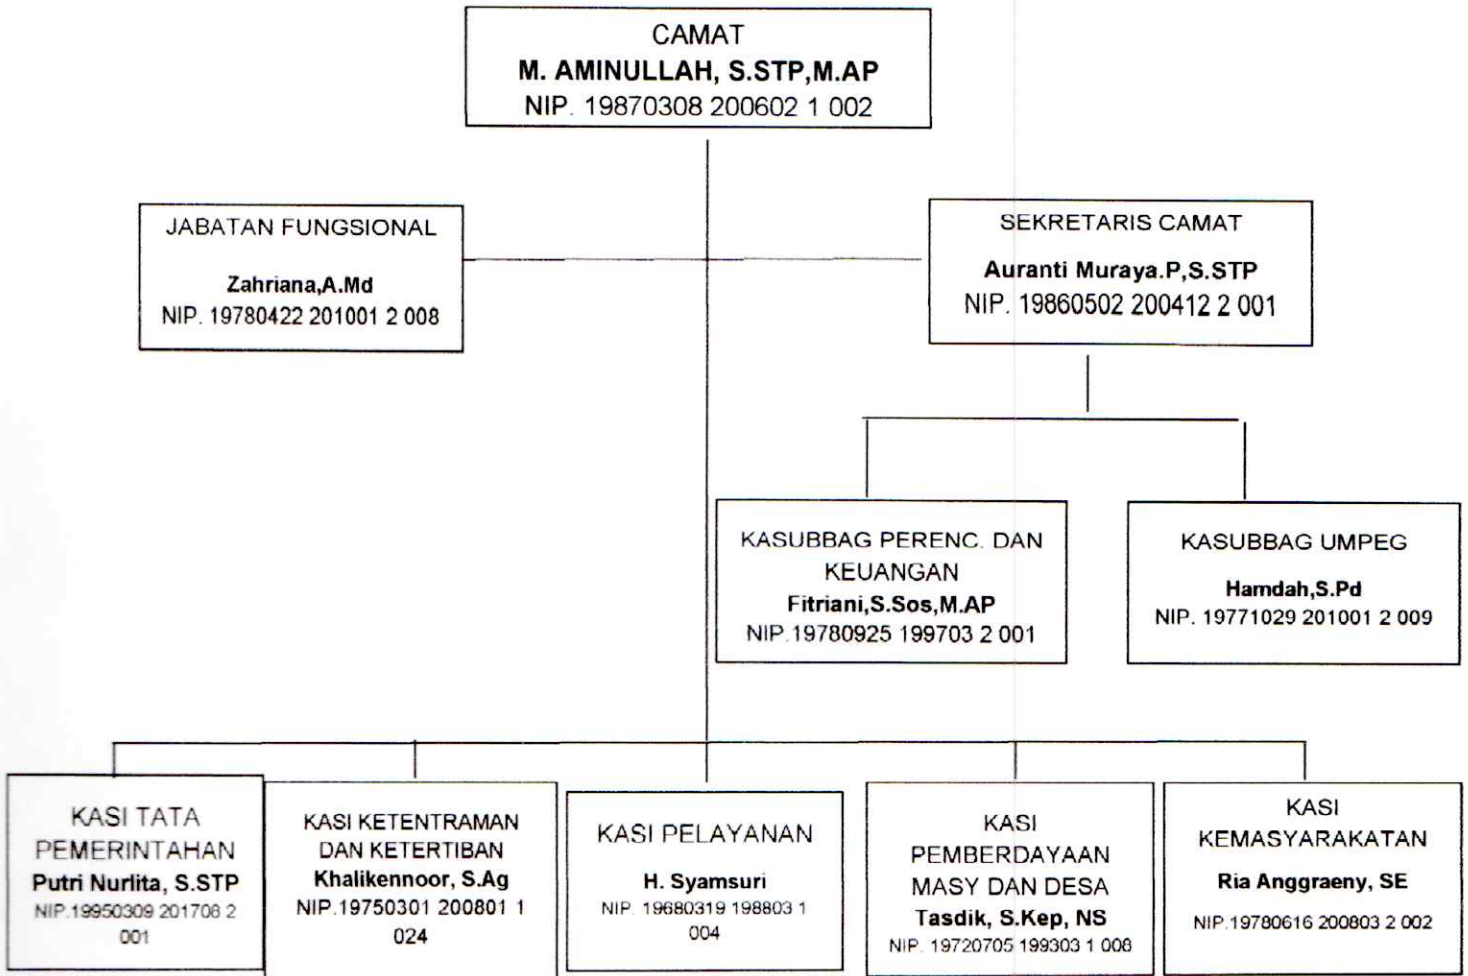 CAMAT
M. AMINULLAH, S.STP,M.AP
NIP. 19870308 200602 1 002
JABATAN FUNGSIONAL
Zahriana,A.Md
NIP. 19780422 201001 2 008
SEKRETARIS CAMAT
Auranti Muraya.P,S.STP
NIP. 19860502 200412 2 001
KASUBBAG PERENC. DAN
KEUANGAN
Fitriani,S.Sos,M.AP
NIP.19780925 199703 2 001
KASUBBAG UMPEG
Hamdah,S.Pd
NIP. 19771029 201001 2 009
KASI TATA
PEMERINTAHAN
Putri Nurlita, S.STP
NIP.19950309 201708 2
001
KASI KETENTRAMAN
DAN KETERTIBAN
Khalikennoor, S.Ag
NIP.19750301 200801 1
024
KASI PELAYANAN
H. Syamsuri
NIP. 19680319 198803 1
004
KASI
PEMBERDAYAAN
MASY DAN DESA
Tasdik, S.Kep, NS
NIP. 19720705 199303 1 008
KASI
KEMASYARAKATAN
Ria Anggraeny, SE
NIP.19780616 200803 2 002